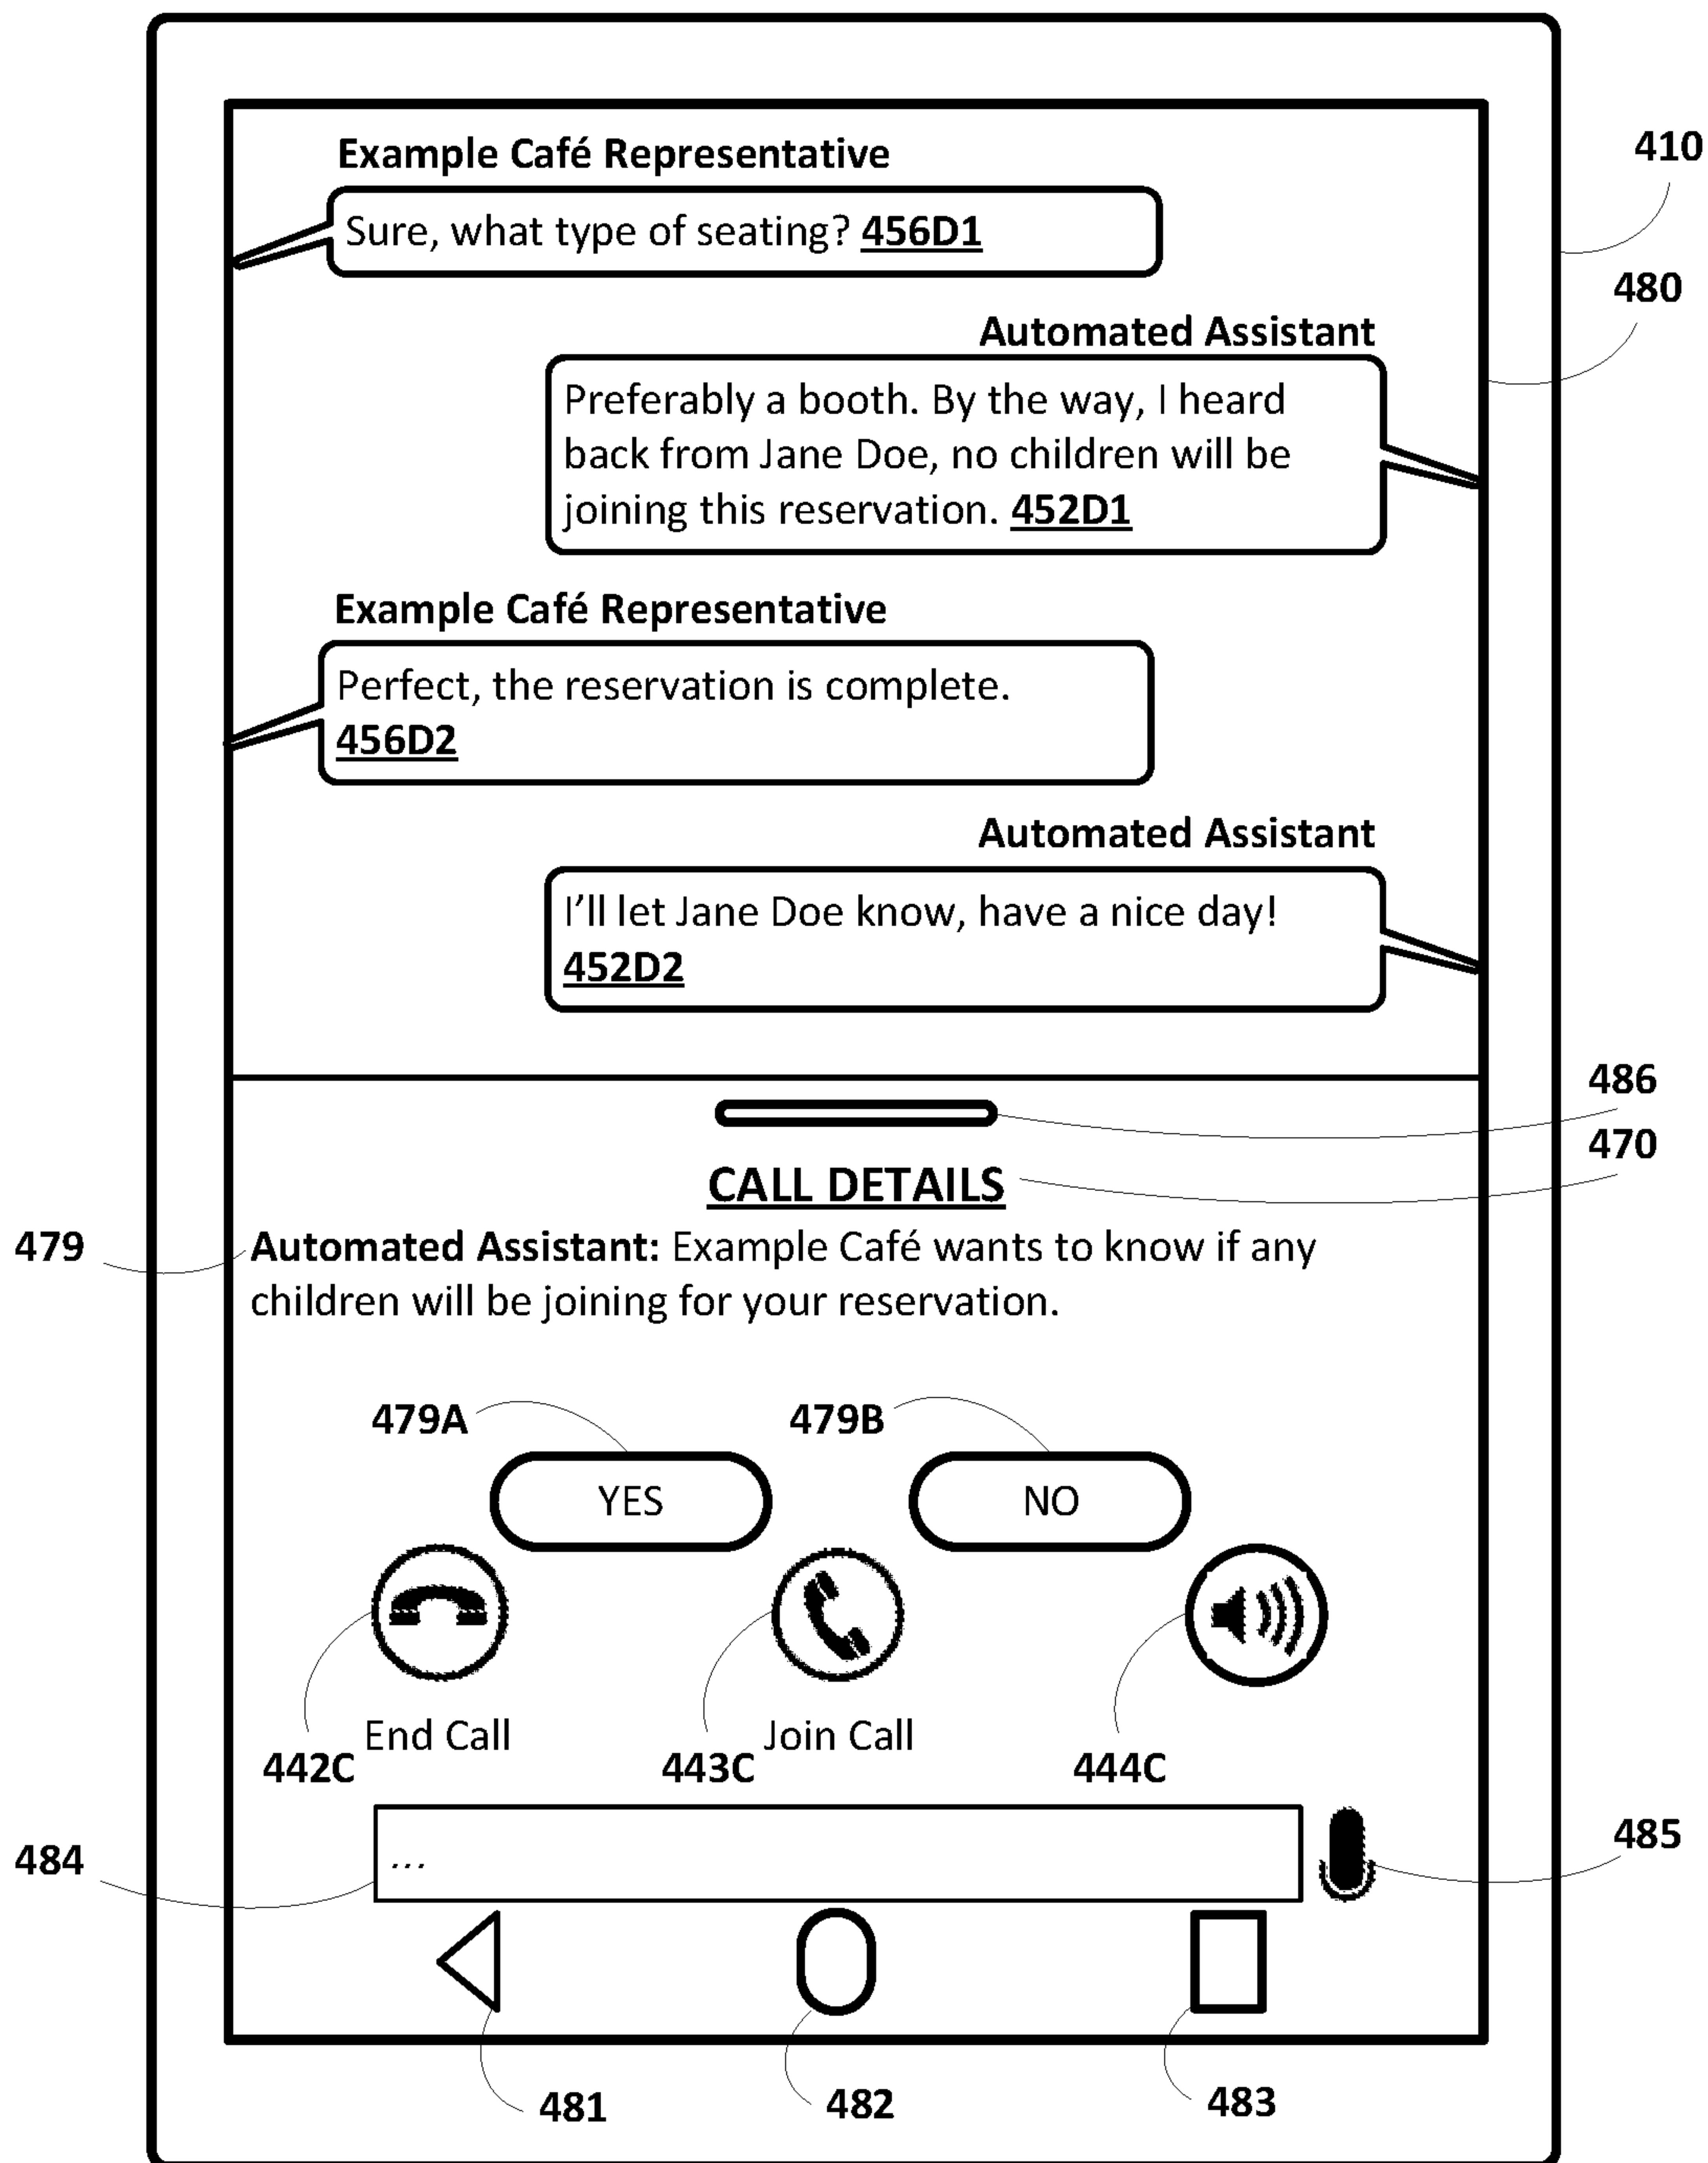 Example Café Representative
410
Sure, what type of seating? 456D1
480
Automated Assistant
Preferably a booth. By the way, I heard
back from Jane Doe, no children will be
joining this reservation. 452D1
Example Café Representative
Perfect, the reservation is complete.
456D2
Automated Assistant
I'll let Jane Doe know, have a nice day!
452D2
486
470
CALL DETAILS
479
Automated Assistant: Example Café wants to know if any
children will be joining for your reservation.
479A
479B
YES
NO
End Call
Join Call
442C
443C
444C
484
...
485
481
482
483